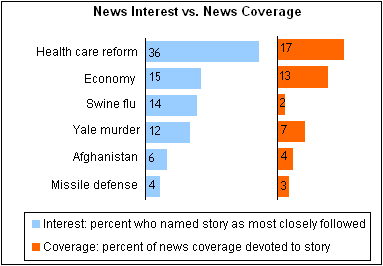 News Interest vs. News Coverage
Health care reform 36 17
Economy 15 13
Swine flu 14 2
Yale murder 12 7
Afghanistan 6 4
Missile defense 4 3
Interest: percent who named story as most closely followed
Coverage: percent of news coverage devoted to story